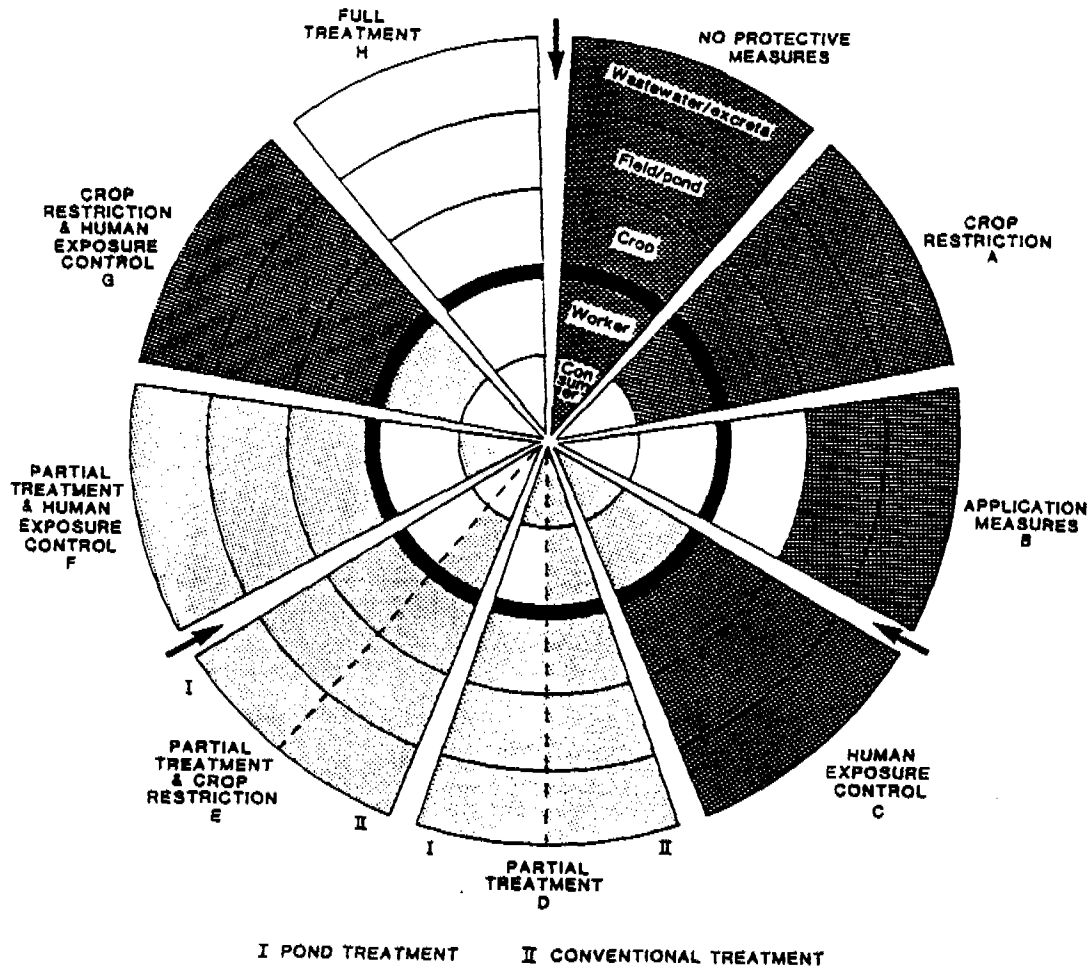 FULL
TREATMENT
H
NO PROTECTIVE
MEASURES
Wastewater/excreta
Field/pond
Crop
Worker
Con
sum
er
CROP
RESTRICTION
A
APPLICATION
MEASURES
B
HUMAN
EXPOSURE
CONTROL
C
II
PARTIAL
TREATMENT
D
I
II
PARTIAL
TREATMENT
& CROP
RESTRICTION
E
I
PARTIAL
TREATMENT
& HUMAN
EXPOSURE
CONTROL
F
CROP
RESTRICTION
& HUMAN
EXPOSURE
CONTROL
G
I POND TREATMENT
II CONVENTIONAL TREATMENT